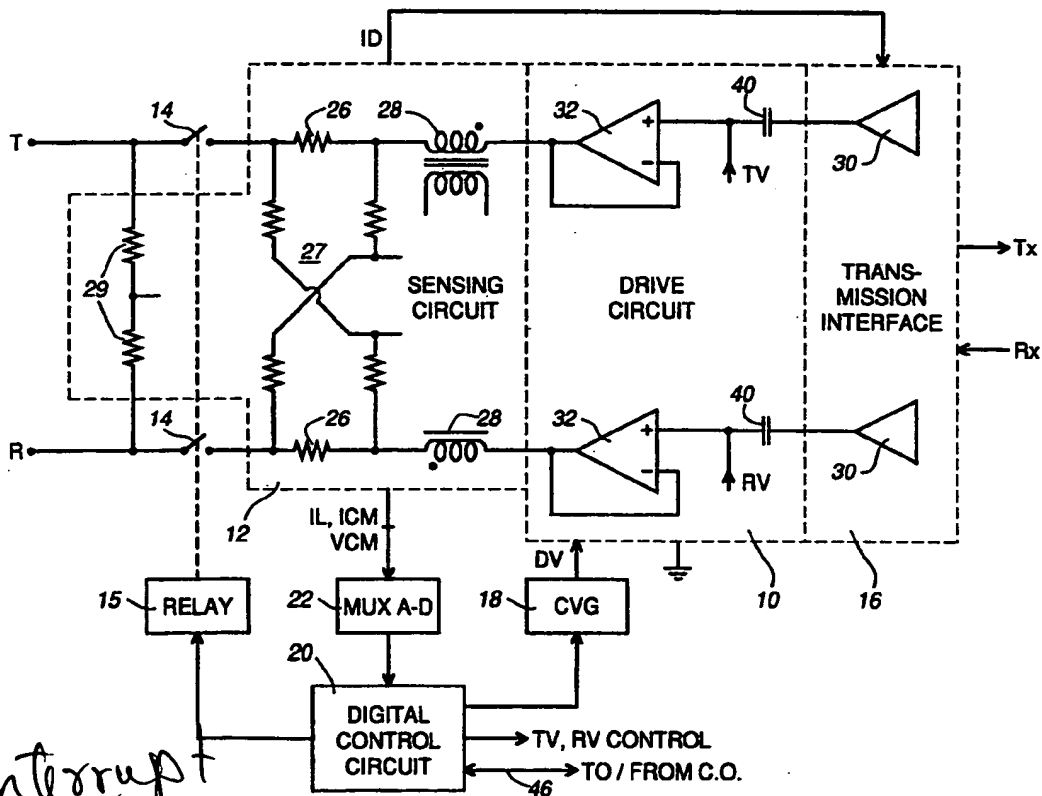 ID
14
26
28
32
40
T
30
TV
27
29
SENSING
CIRCUIT
DRIVE
CIRCUIT
TRANS-
MISSION
INTERFACE
Tx
Rx
14
26
28
32
40
R
30
RV
12
IL, ICM
VCM
DV
10
16
15
RELAY
22
MUX A-D
18
CVG
20
DIGITAL
CONTROL
CIRCUIT
TV, RV CONTROL
TO / FROM C.O.
46
Interrupt